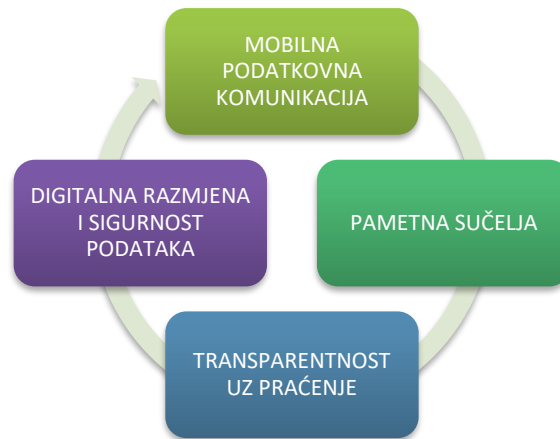 MOBILNA
PODATKOVNA
KOMUNIKACIJA
DIGITALNA RAZMJENA
I SIGURNOST
PODATAKA
PAMETNA SUČELJA
TRANSPARENTNOST
UZ PRAĆENJE